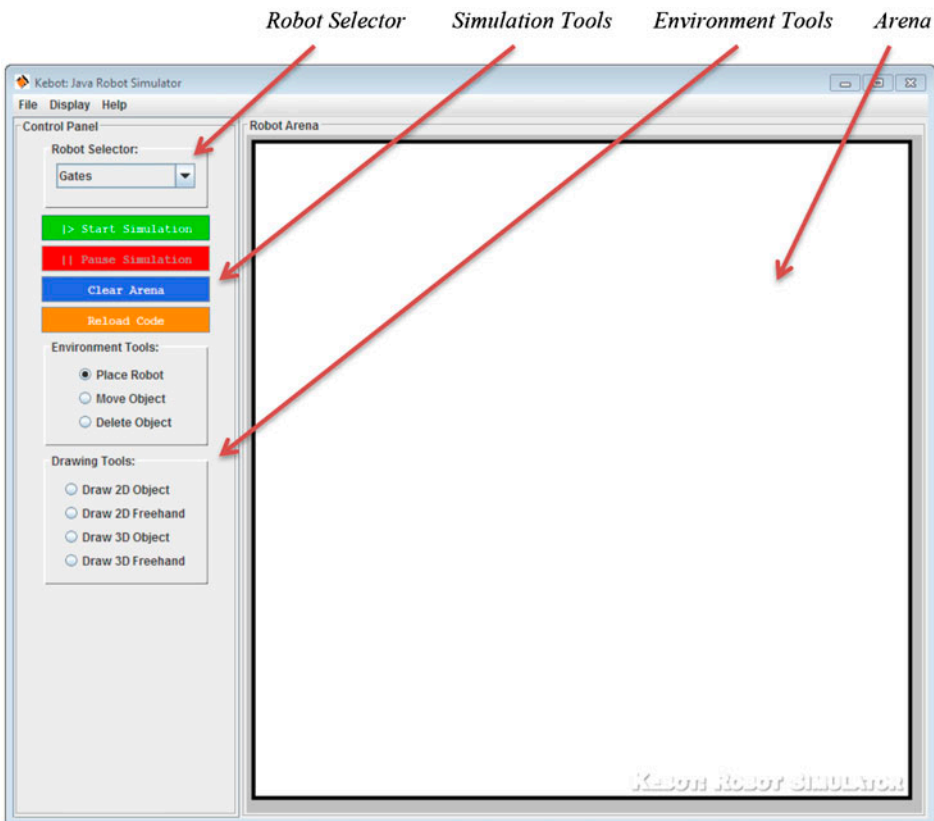 Robot Selector Simulation Tools Environment Tools Arena
Kebot: Java Robot Simulator
File Display Help
Control Panel
Robot Arena
Robot Selector:
Gates
|> Start Simulation
|| Pause Simulation
Clear Arena
Reload Code
Environment Tools:
Place Robot
Move Object
Delete Object
Drawing Tools:
Draw 2D Object
Draw 2D Freehand
Draw 3D Object
Draw 3D Freehand
Kebot: Robot Simulator